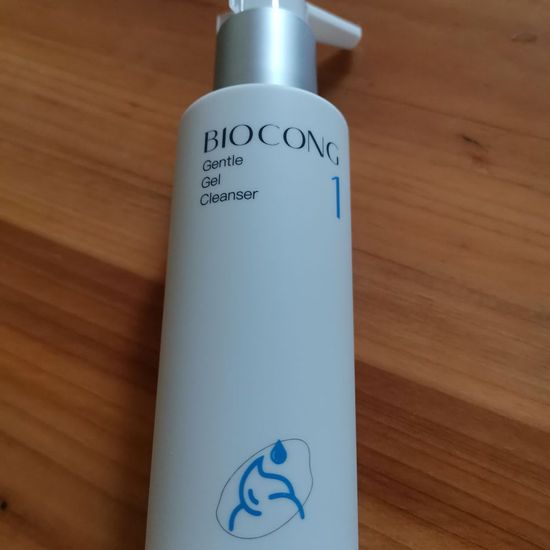 BIOCONG
Gentle
Gel
Cleanser
1